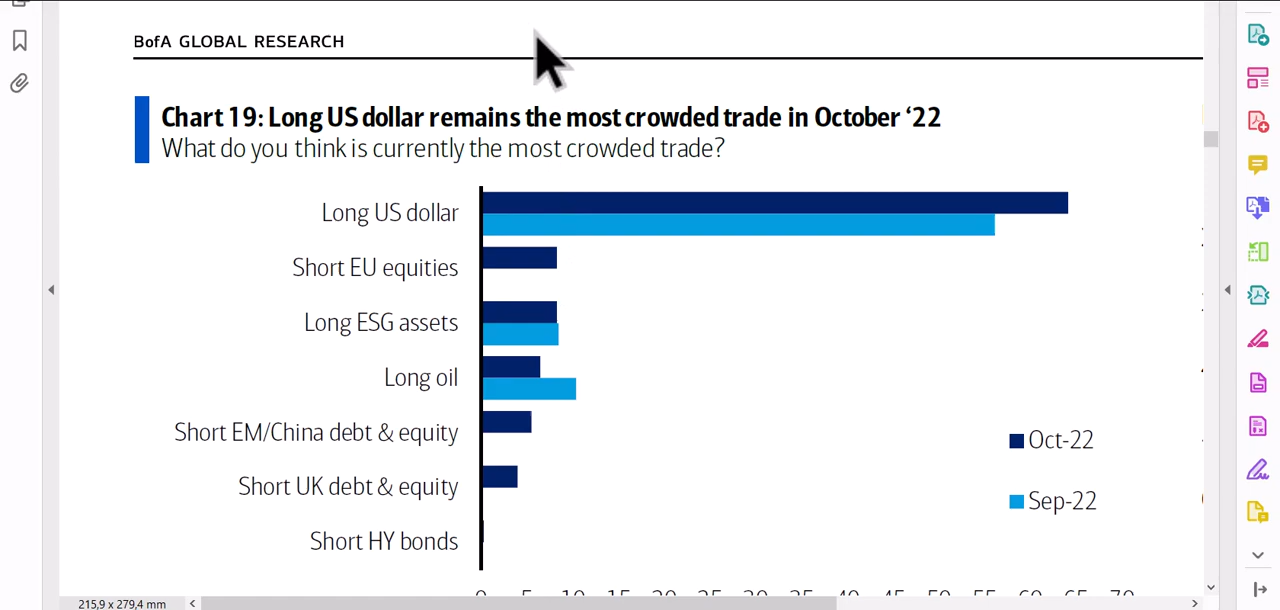 BofA GLOBAL RESEARCH
Chart 19: Long US dollar remains the most crowded trade in October ‘22
What do you think is currently the most crowded trade?
Long US dollar
Short EU equities
Long ESG assets
Long oil
Short EM/China debt & equity
Oct-22
Short UK debt & equity
Sep-22
Short HY bonds
215,9 x 279,4 mm